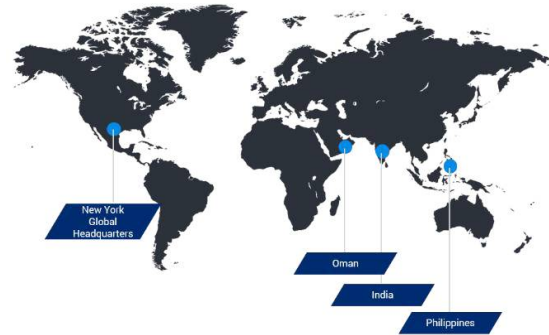 New York
Global
Headquarters
Oman
India
Philippines